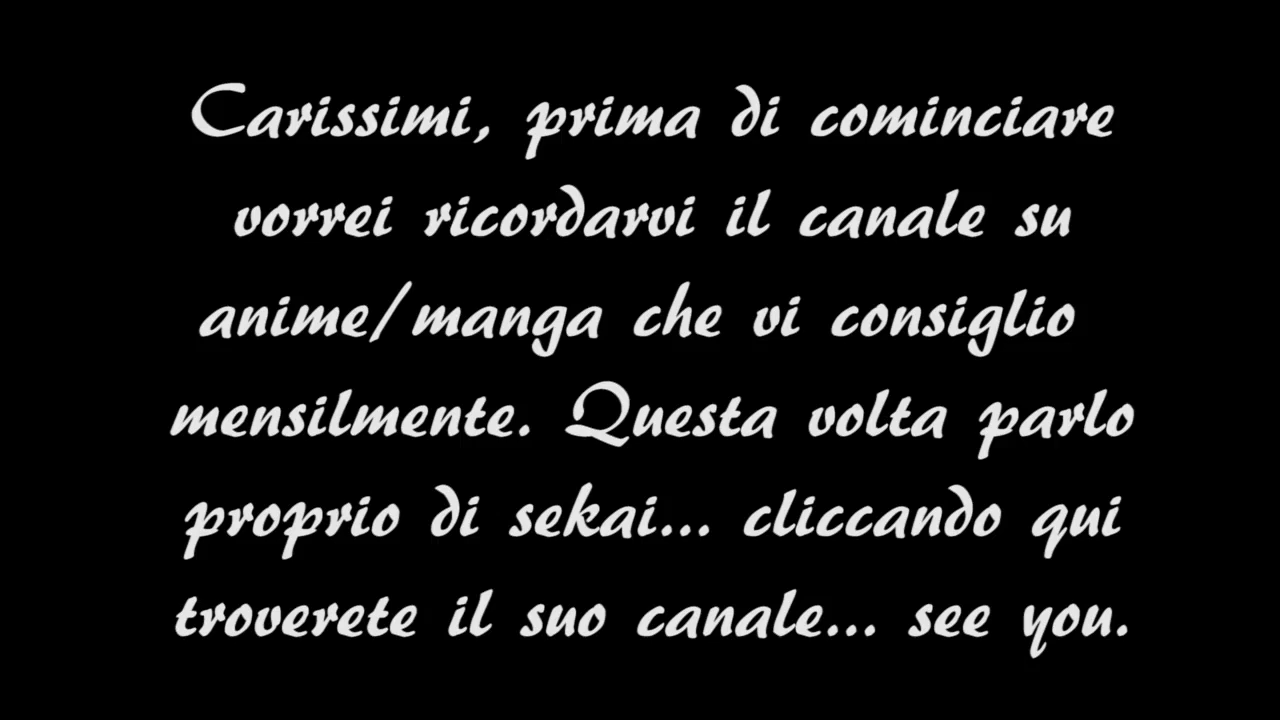 Carissimi, prima di cominciare
vorrei ricordarvi il canale su
anime/manga che vi consiglio
mensilmente. Questa volta parlo
proprio di sekai... cliccando qui
troverete il suo canale... see you.